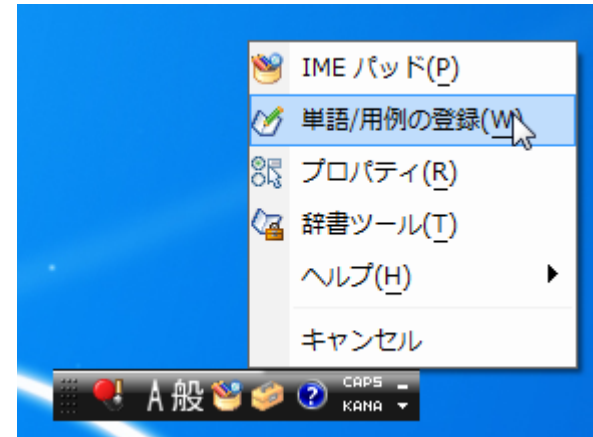 IME パッド(P)
単語/用例の登録(W)
プロパティ(R)
辞書ツール(T)
ヘルプ(H)
キャンセル
A 般 ? CAPS
KANA